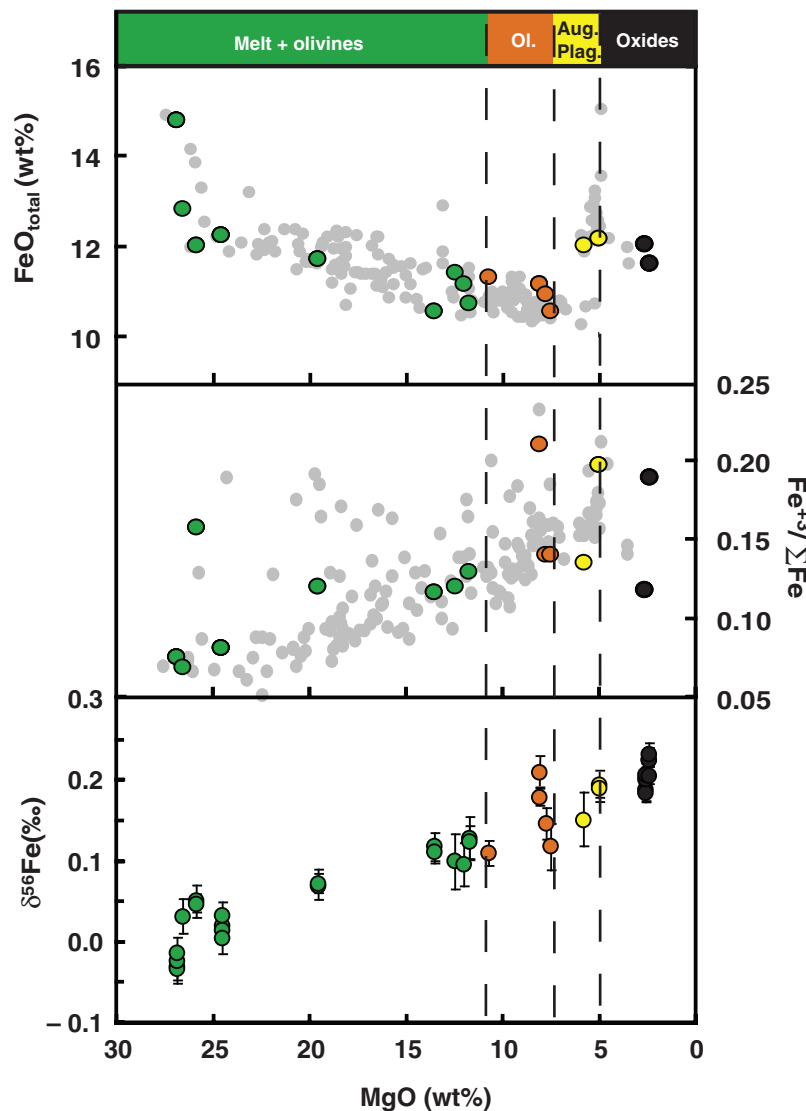 Melt + olivines
Ol.
Aug.
Plag.
Oxides
16
14
12
10
FeOtotal (wt%)
0.25
0.20
0.15
0.10
0.05
Fe+3/ ∑Fe
0.3
0.2
0.1
0.0
– 0.1
δ56Fe(‰)
30
25
20
15
10
5
0
MgO (wt%)